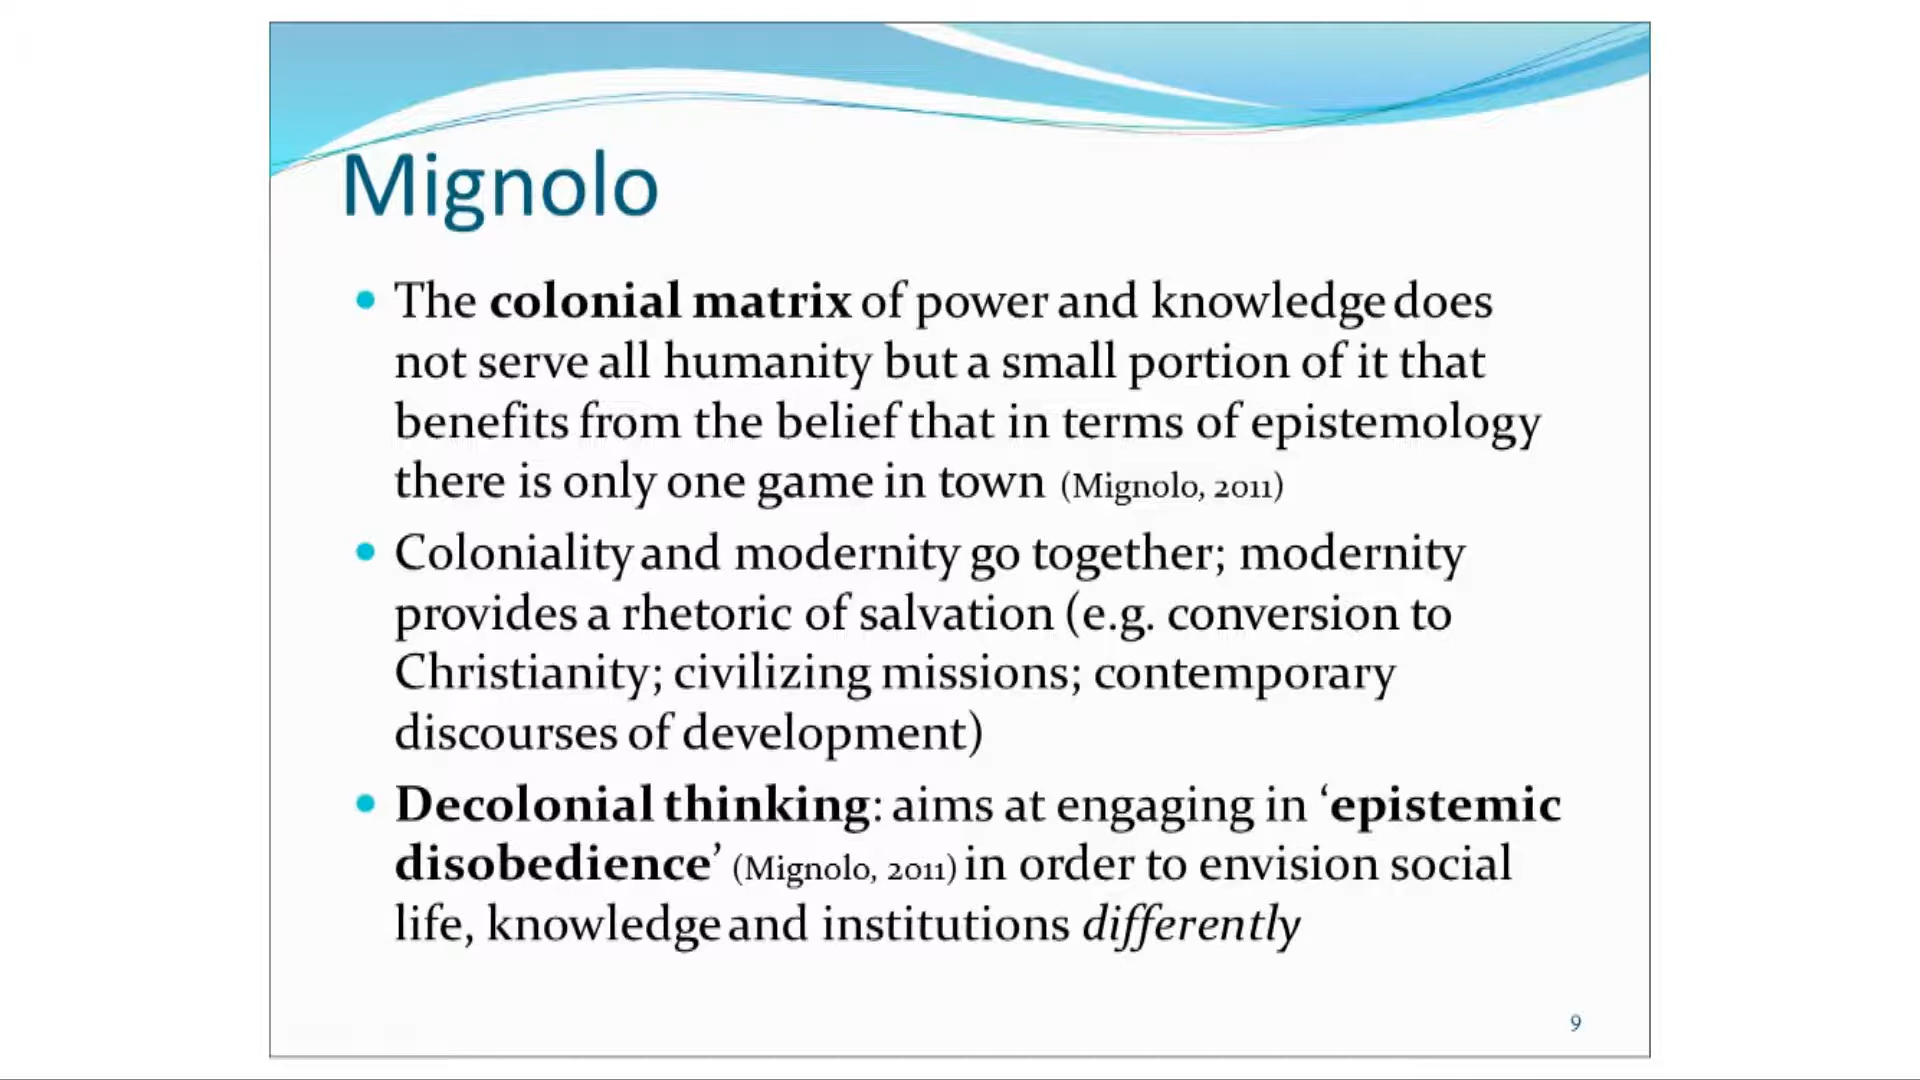 Mignolo
• The colonial matrix of power and knowledge does
not serve all humanity but a small portion of it that
benefits from the belief that in terms of epistemology
there is only one game in town (Mignolo, 2011)
• Coloniality and modernity go together; modernity
provides a rhetoric of salvation (e.g. conversion to
Christianity; civilizing missions; contemporary
discourses of development)
• Decolonial thinking: aims at engaging in ‘epistemic
disobedience’ (Mignolo, 2011) in order to envision social
life, knowledge and institutions differently
9